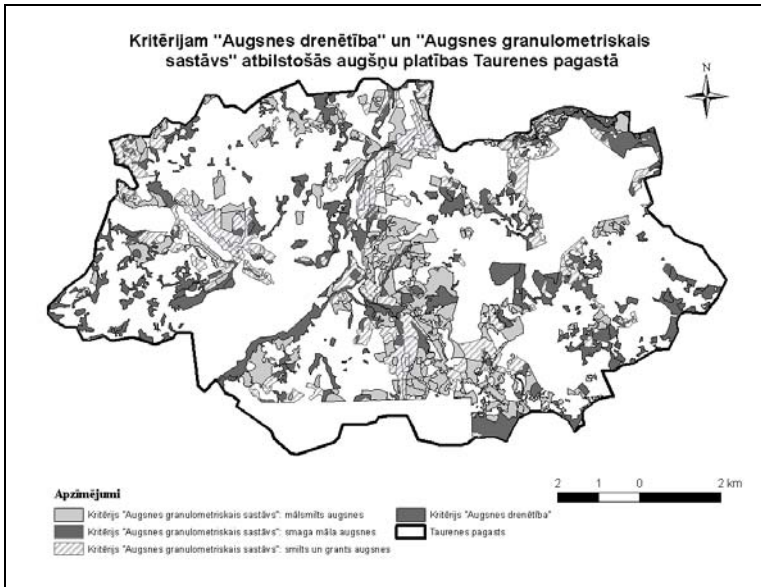 Kritērijam "Augsnes drenētība" un "Augsnes granulometriskais
sastāvs" atbilstošās augšņu platības Taurenes pagastā
N
Apzīmējumi
Kritērijs "Augsnes granulometriskais sastāvs": mālsmilts augsnes
Kritērijs "Augsnes granulometriskais sastāvs": smaga māla augsnes
Kritērijs "Augsnes granulometriskais sastāvs": smilts un grants augsnes
Kritērijs "Augsnes drenētība"
Taurenes pagasts
2 1 0 2 km